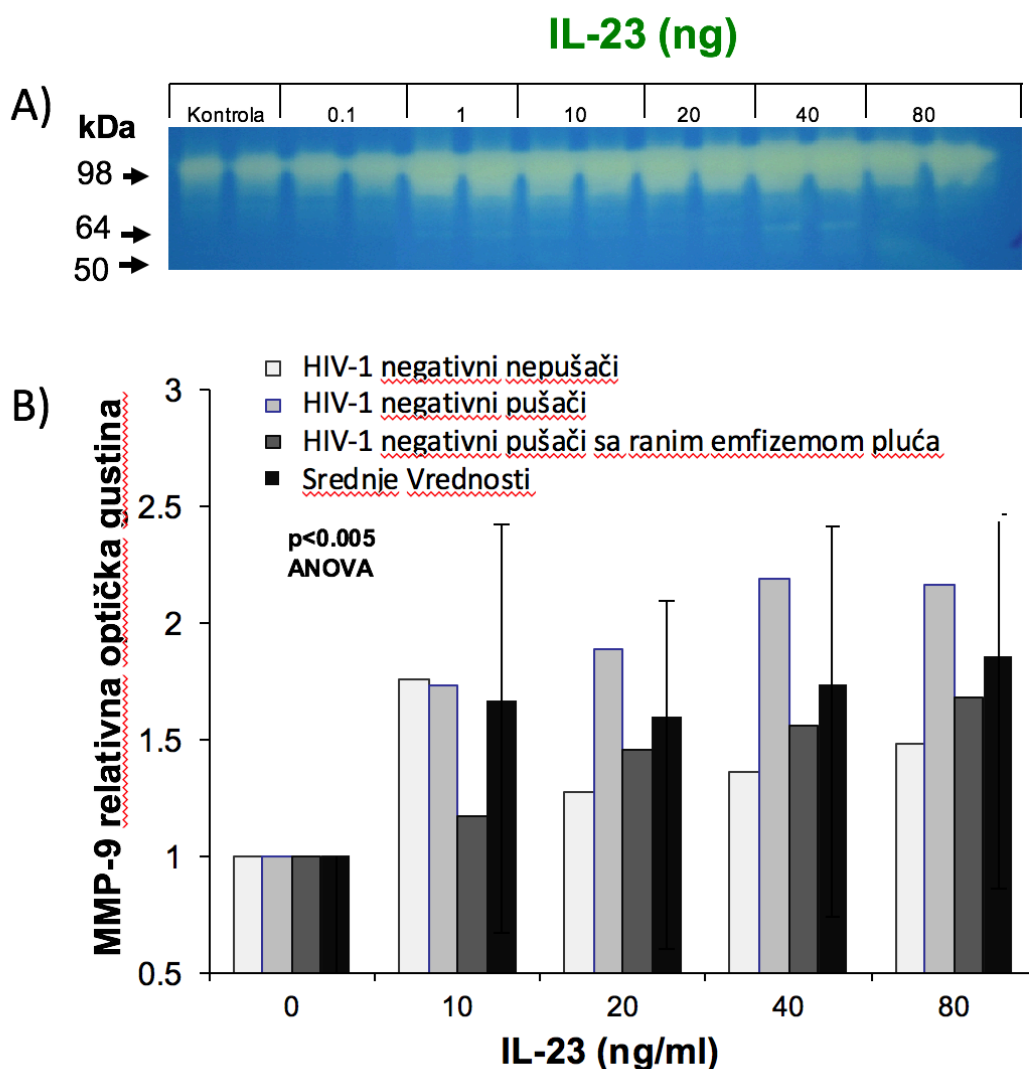 IL-23 (ng)
A)
kDa
Kontrola 0.1 1 10 20 40 80
98
64
50
B)
HIV-1 negativni nepušači
HIV-1 negativni pušači
HIV-1 negativni pušači sa ranim emfizemom pluća
Srednje Vrednosti
p<0.005
ANOVA
MMP-9 relativna optička gustina
3
2.5
2
1.5
1
0.5
0 10 20 40 80
IL-23 (ng/ml)